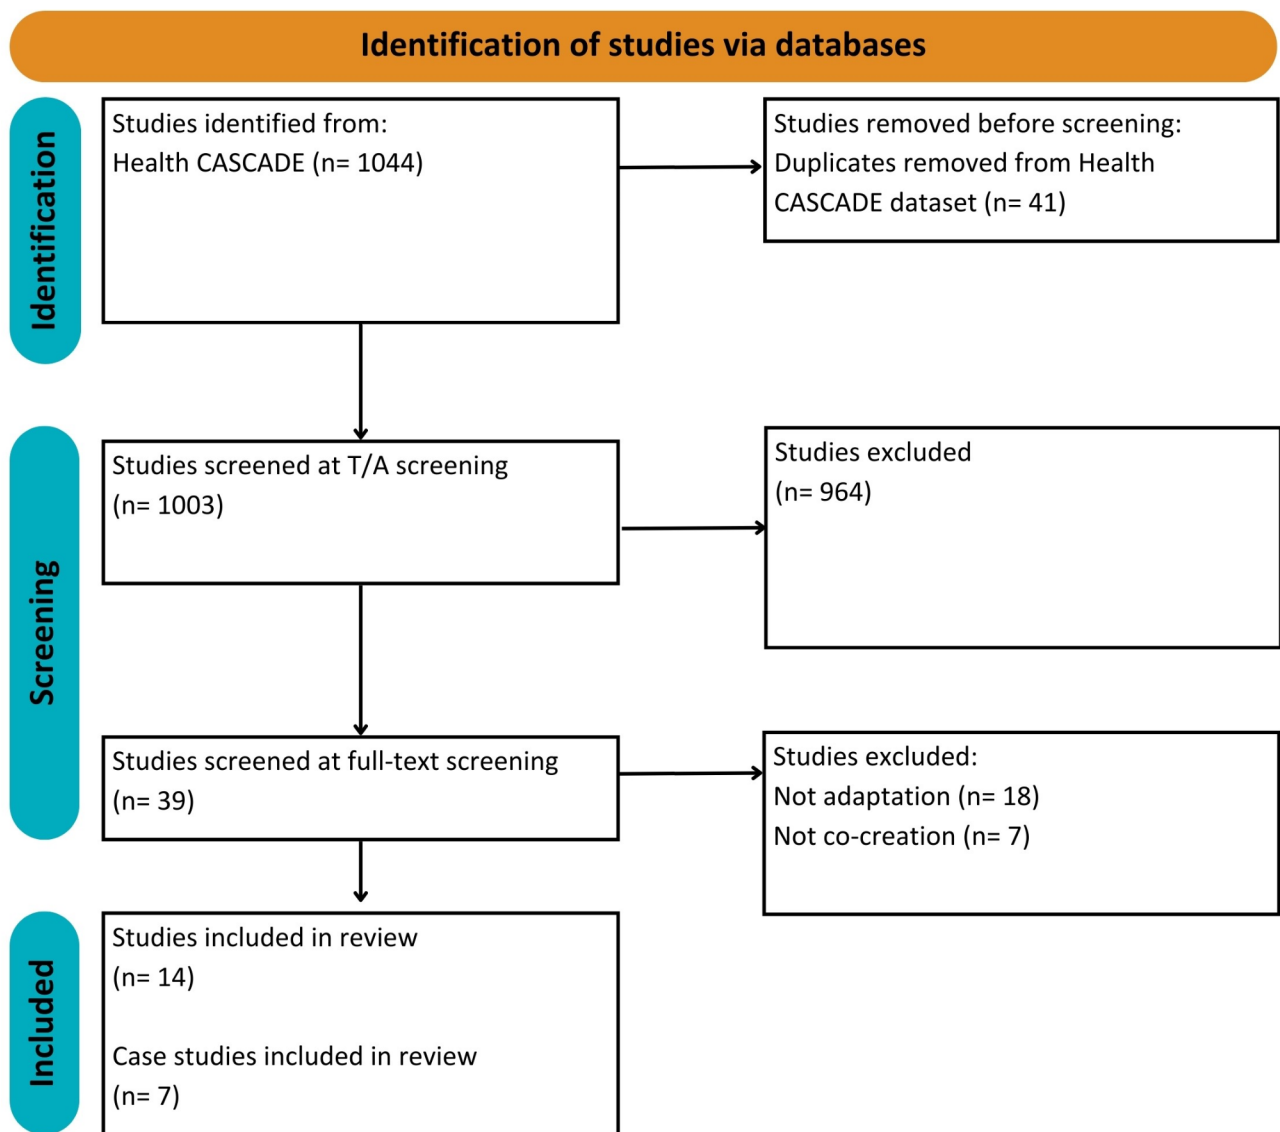 Identification of studies via databases
Identification
Studies identified from:
Health CASCADE (n= 1044)
Studies removed before screening:
Duplicates removed from Health
CASCADE dataset (n= 41)
Screening
Studies screened at T/A screening
(n= 1003)
Studies excluded
(n= 964)
Studies screened at full-text screening
(n= 39)
Studies excluded:
Not adaptation (n= 18)
Not co-creation (n= 7)
Included
Studies included in review
(n= 14)
Case studies included in review
(n= 7)